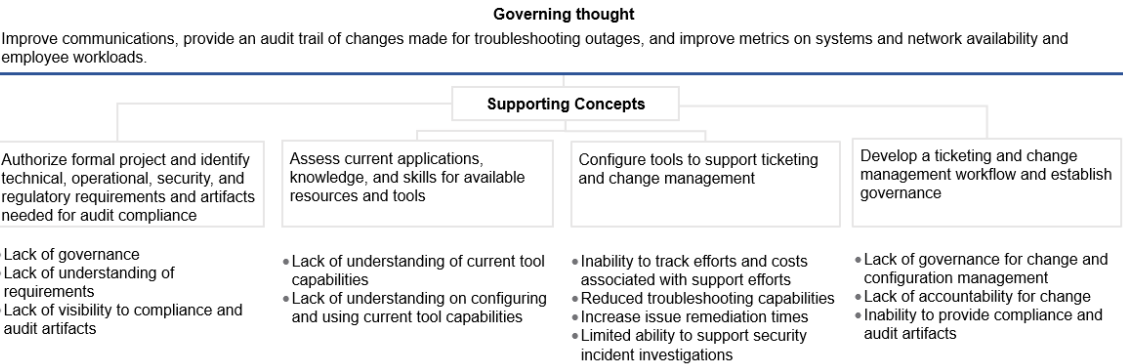 Governing thought
Improve communications, provide an audit trail of changes made for troubleshooting outages, and improve metrics on systems and network availability and
employee workloads.
Supporting Concepts
Authorize formal project and identify
technical, operational, security, and
regulatory requirements and artifacts
needed for audit compliance
Lack of governance
Lack of understanding of
requirements
Lack of visibility to compliance and
audit artifacts
Assess current applications,
knowledge, and skills for available
resources and tools
Lack of understanding of current tool
capabilities
Lack of understanding on configuring
and using current tool capabilities
Configure tools to support ticketing
and change management
Inability to track efforts and costs
associated with support efforts
Reduced troubleshooting capabilities
Increase issue remediation times
Limited ability to support security
incident investigations
Develop a ticketing and change
management workflow and establish
governance
Lack of governance for change and
configuration management
Lack of accountability for change
Inability to provide compliance and
audit artifacts